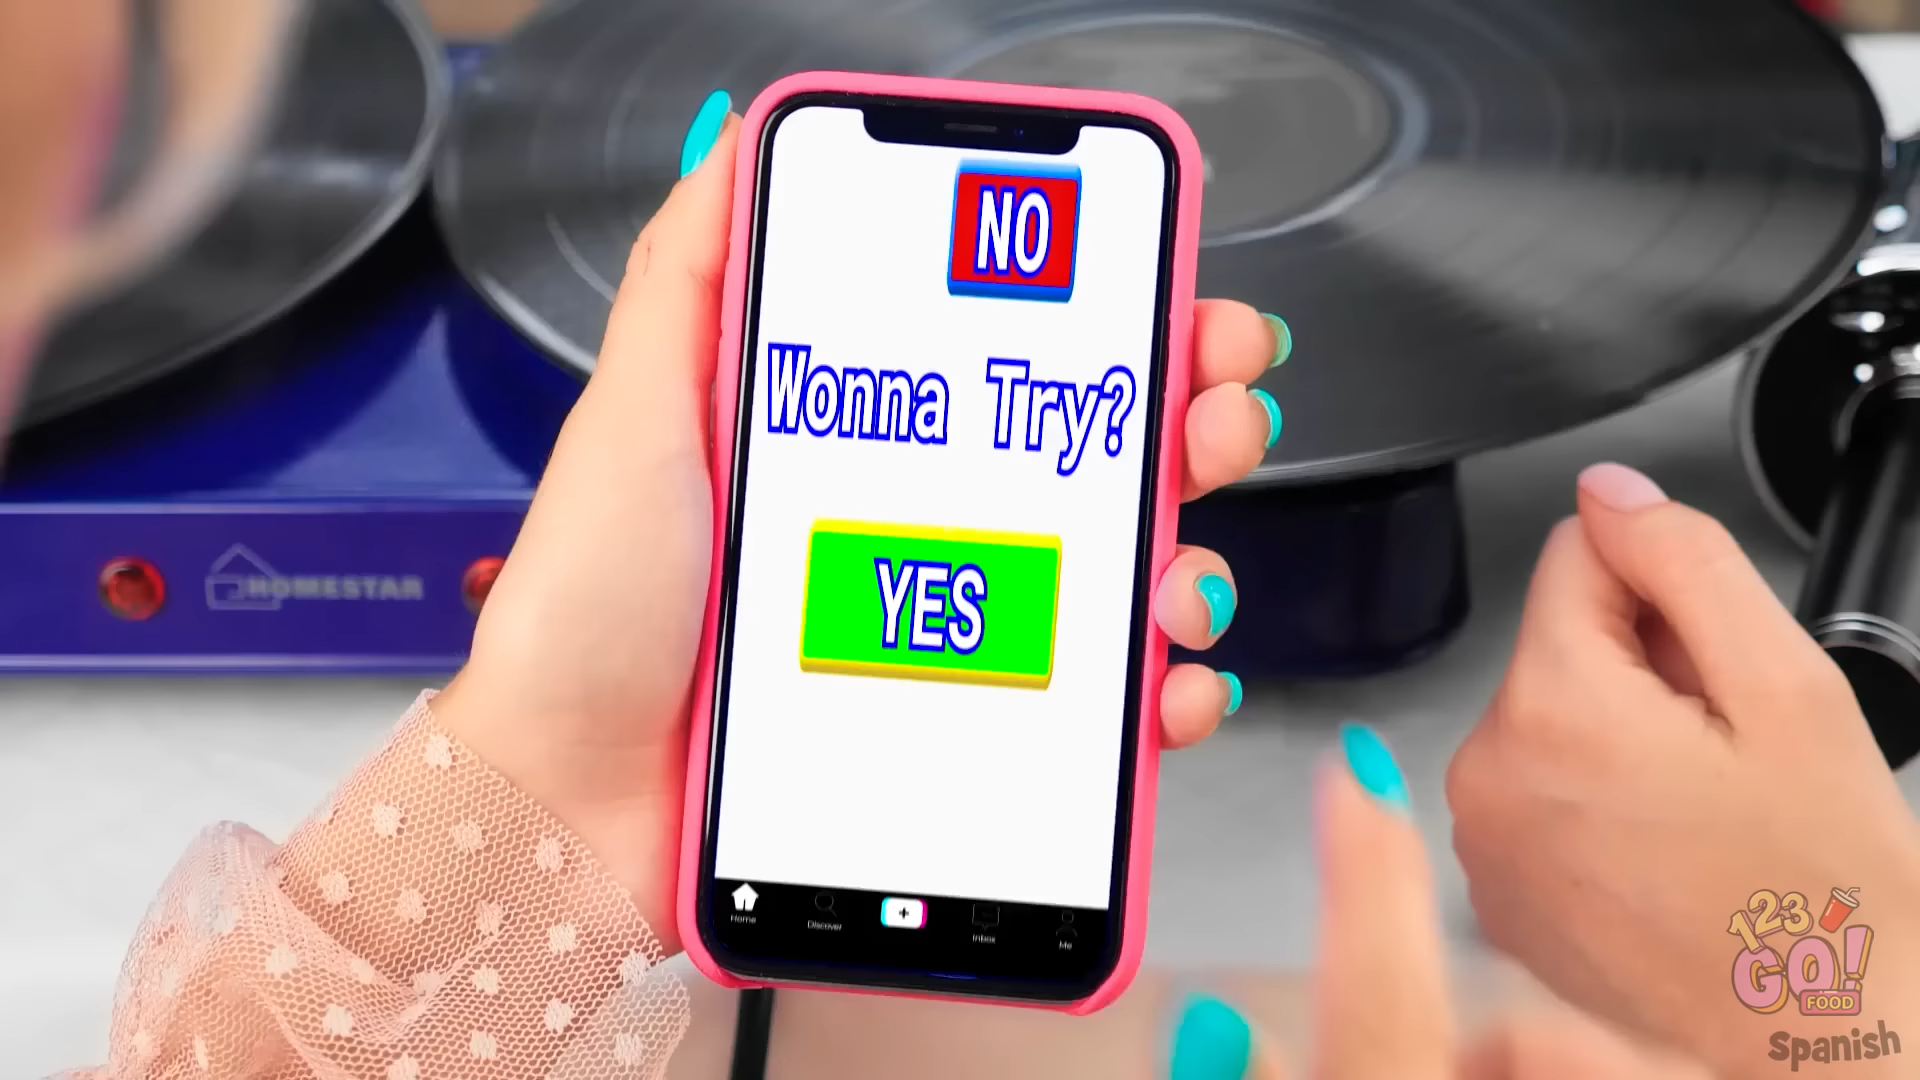 NO
Wonna Try?
YES
HOMESTAR
Home
Discover
Inbox
Me
123
GO!
FOOD
Spanish